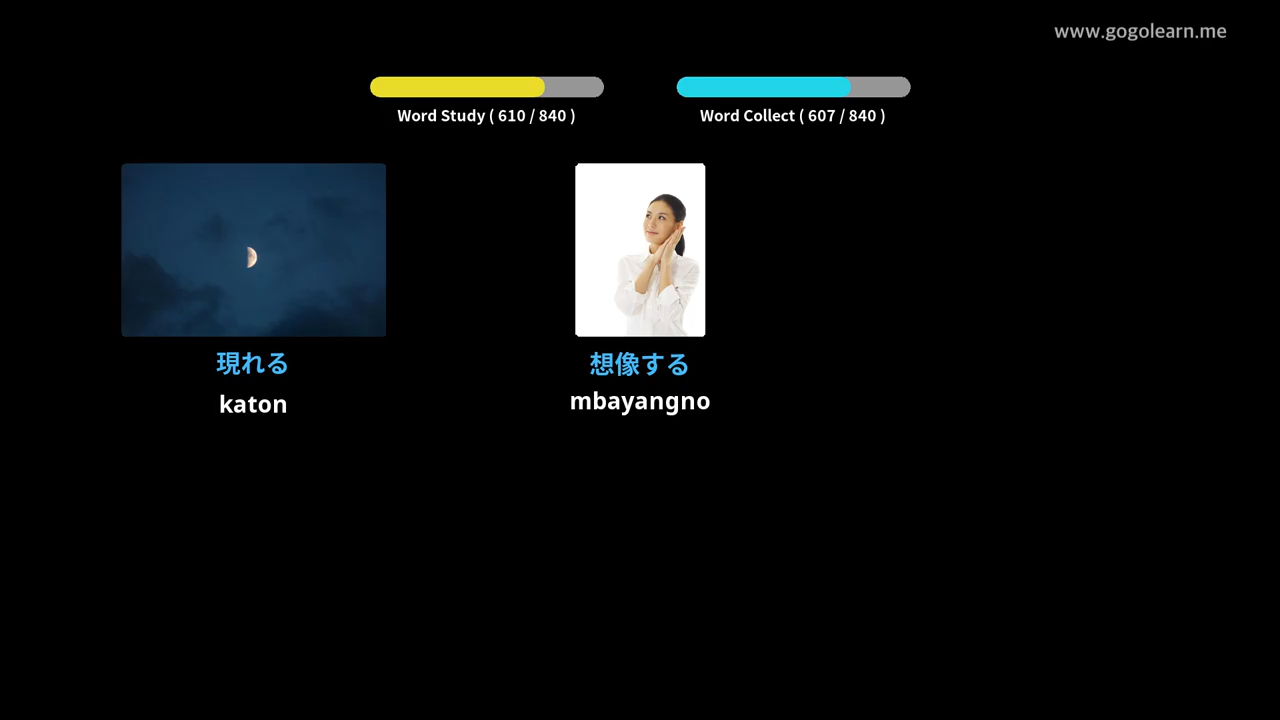 www.gogolearn.me
Word Study ( 610 / 840 )
Word Collect ( 607 / 840 )
現れる
katon
想像する
mbayangno